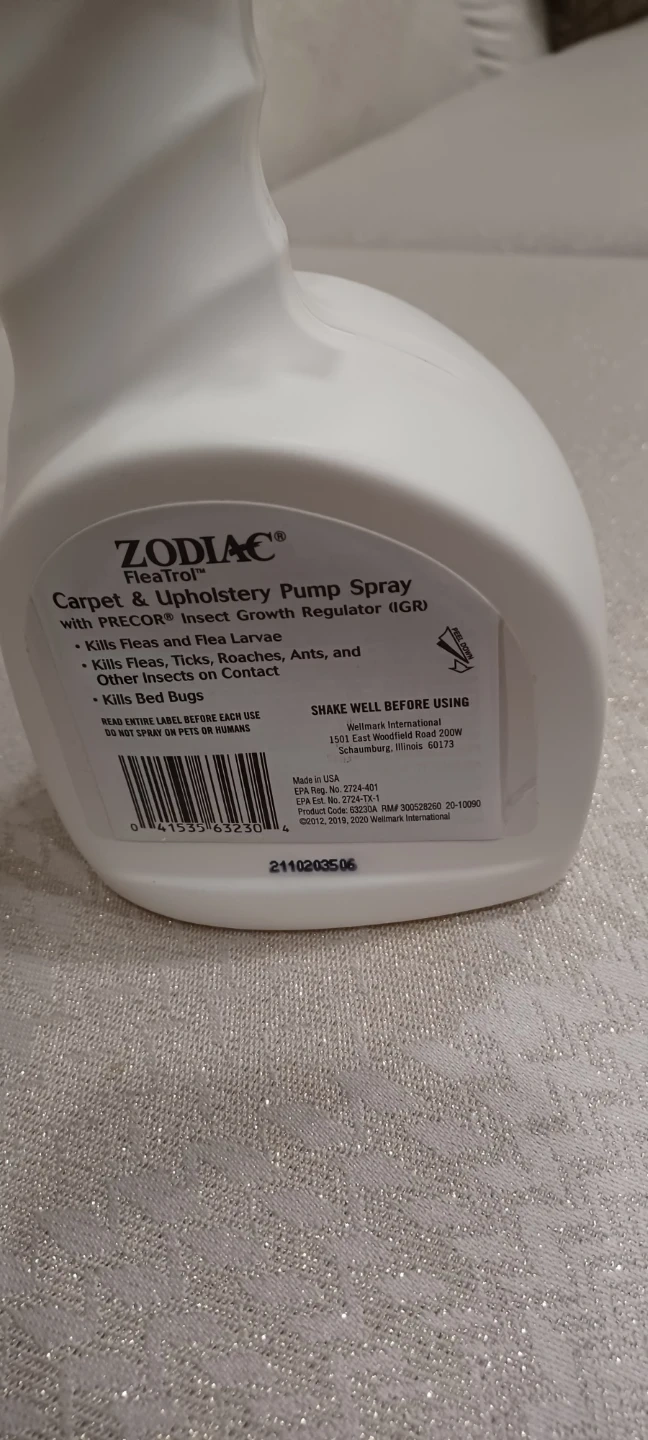 ZODIAC®
FleaTrol™
Carpet & Upholstery Pump Spray
with PRECOR® Insect Growth Regulator (IGR)
• Kills Fleas and Flea Larvae
• Kills Fleas, Ticks, Roaches, Ants, and
Other Insects on Contact
• Kills Bed Bugs
PEEL DOWN
READ ENTIRE LABEL BEFORE EACH USE
DO NOT SPRAY ON PETS OR HUMANS
SHAKE WELL BEFORE USING
Wellmark International
1501 East Woodfield Road 200W
Schaumburg, Illinois 60173
Made in USA
EPA Reg. No. 2724-401
EPA Est. No. 2724-TX-1
Product Code: 63230A RM# 300528260 20-10090
©2012, 2019, 2020 Wellmark International
0 41535 63230 4
2110203506